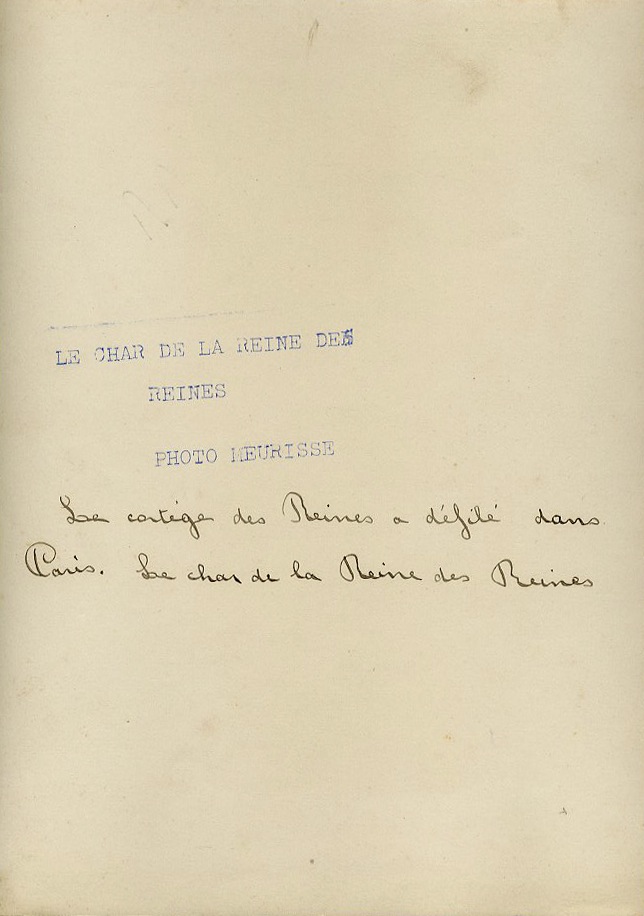 LE CHAR DE LA REINE DES
REINES
PHOTO MEURISSE
Le cortège des Reines a défilé dans
Paris. Le char de la Reine des Reines